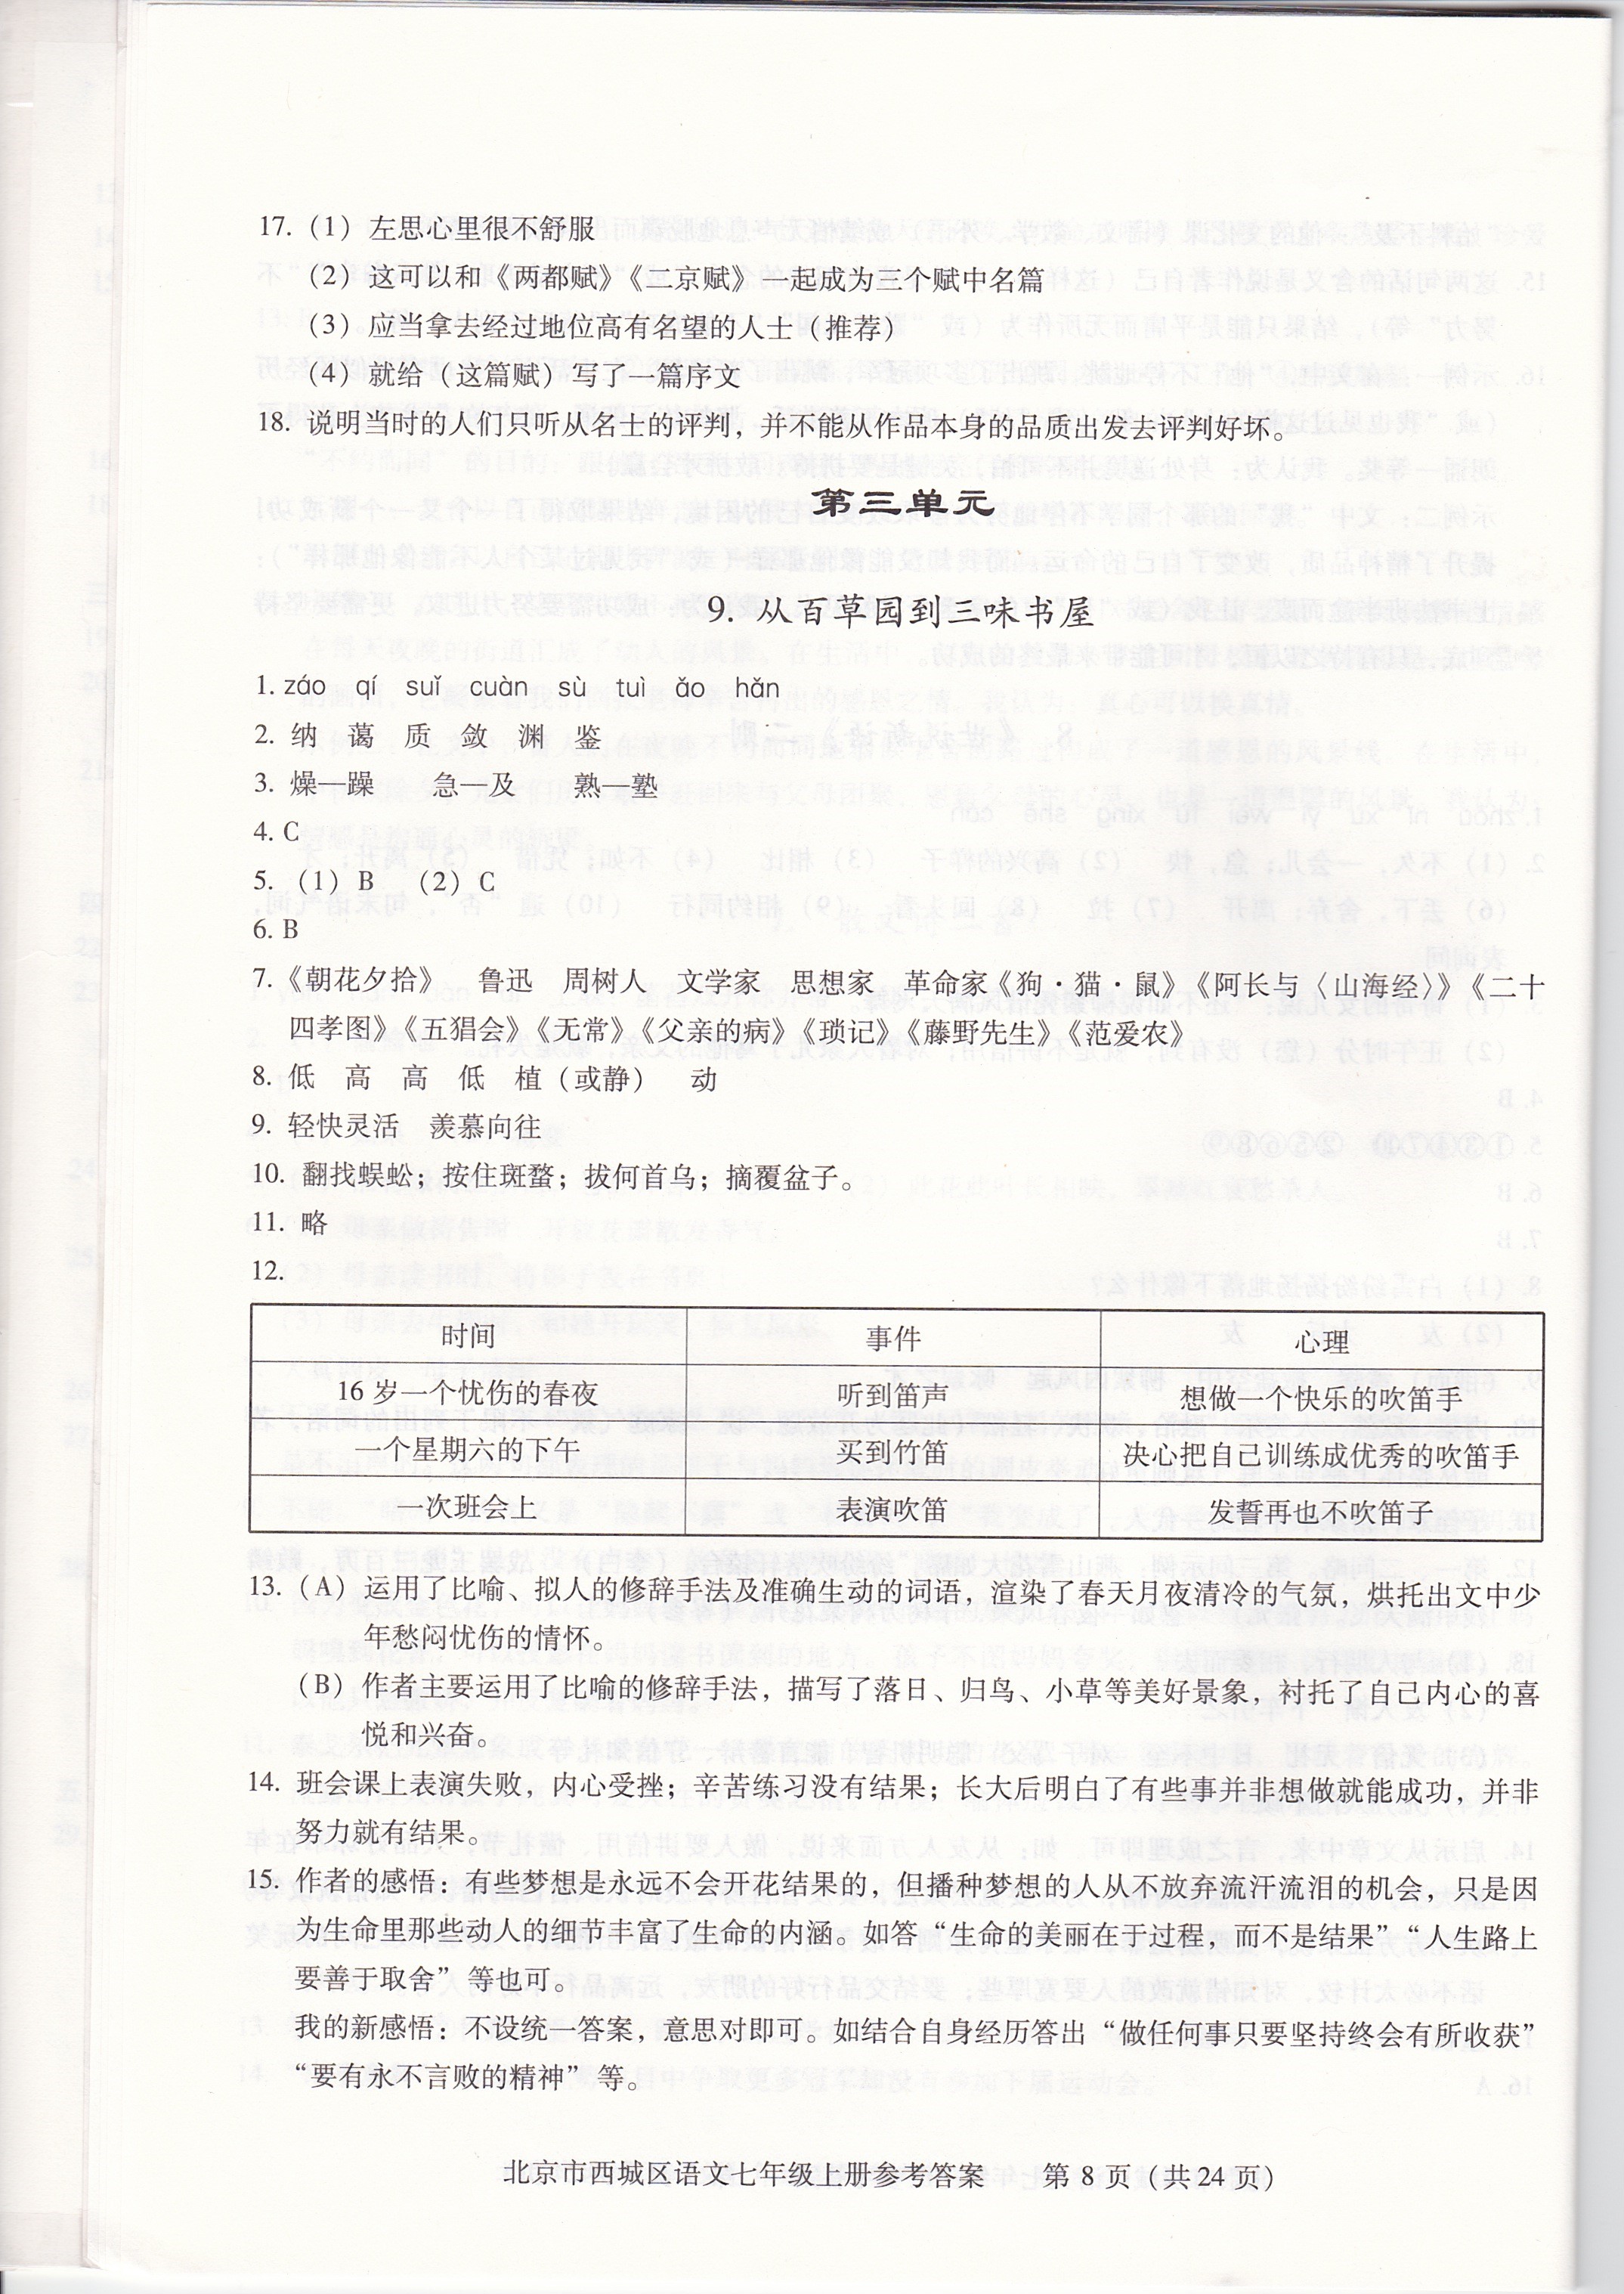 17.（1）左思心里很不舒服
（2）这可以和《两都赋》《二京赋》一起成为三个赋中名篇
（3）应当拿去经过地位高有名望的人士（推荐）
（4）就给（这篇赋）写了一篇序文
18. 说明当时的人们只听从名士的评判，并不能从作品本身的品质出发去评判好坏。
第三单元
9. 从百草园到三味书屋
1. záo qí suǐ cuàn sù tuì ǎo hǎn
2. 纳 蔼 质 敛 渊 鉴
3. 燥—躁 急—及 熟—塾
4. C
5.（1）B （2）C
6. B
7.《朝花夕拾》 鲁迅 周树人 文学家 思想家 革命家《狗·猫·鼠》《阿长与〈山海经〉》《二十
四孝图》《五猖会》《无常》《父亲的病》《琐记》《藤野先生》《范爱农》
8. 低 高 高 低 植（或静） 动
9. 轻快灵活 羡慕向往
10. 翻找蜈蚣；按住斑蝥；拔何首乌；摘覆盆子。
11. 略
12.
时间 事件 心理
16 岁一个忧伤的春夜 听到笛声 想做一个快乐的吹笛手
一个星期六的下午 买到竹笛 决心把自己训练成优秀的吹笛手
一次班会上 表演吹笛 发誓再也不吹笛子
13.（A）运用了比喻、拟人的修辞手法及准确生动的词语，渲染了春天月夜清冷的气氛，烘托出文中少
年愁闷忧伤的情怀。
（B）作者主要运用了比喻的修辞手法，描写了落日、归鸟、小草等美好景象，衬托了自己内心的喜
悦和兴奋。
14. 班会课上表演失败，内心受挫；辛苦练习没有结果；长大后明白了有些事并非想做就能成功，并非
努力就有结果。
15. 作者的感悟：有些梦想是永远不会开花结果的，但播种梦想的人从不放弃流汗流泪的机会，只是因
为生命里那些动人的细节丰富了生命的内涵。如答“生命的美丽在于过程，而不是结果”“人生路上
要善于取舍”等也可。
我的新感悟：不设统一答案，意思对即可。如结合自身经历答出“做任何事只要坚持终会有所收获”
“要有永不言败的精神”等。
北京市西城区语文七年级上册参考答案 第 8 页（共 24 页）